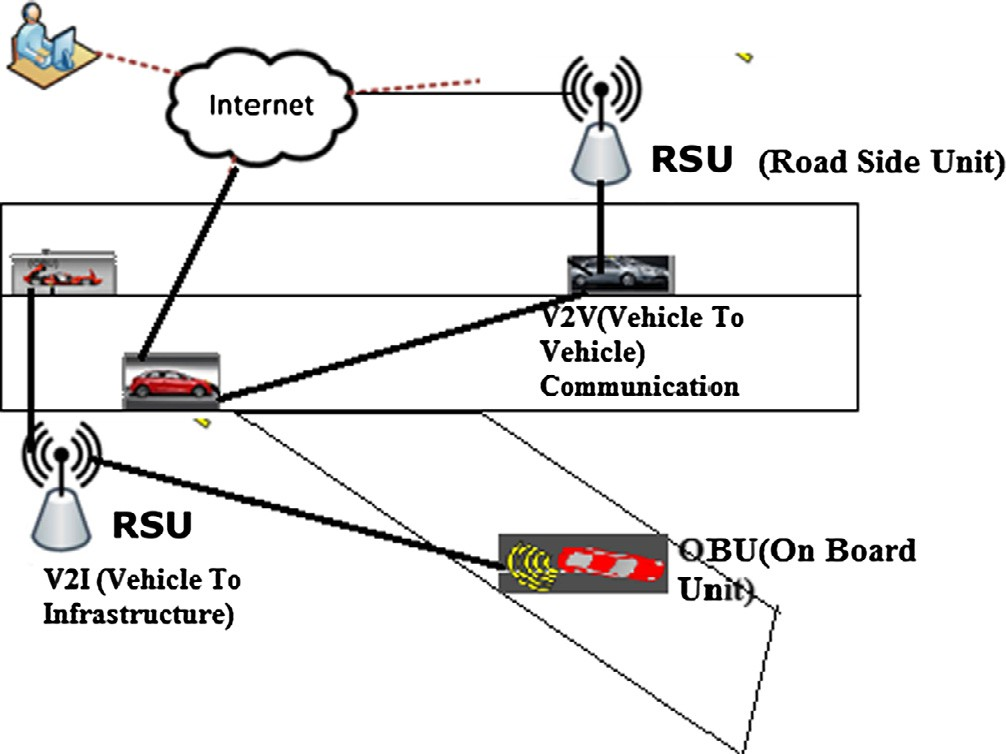 Internet
RSU (Road Side Unit)
V2V(Vehicle To
Vehicle)
Communication
RSU
V2I (Vehicle To
Infrastructure)
OBU(On Board
Unit)